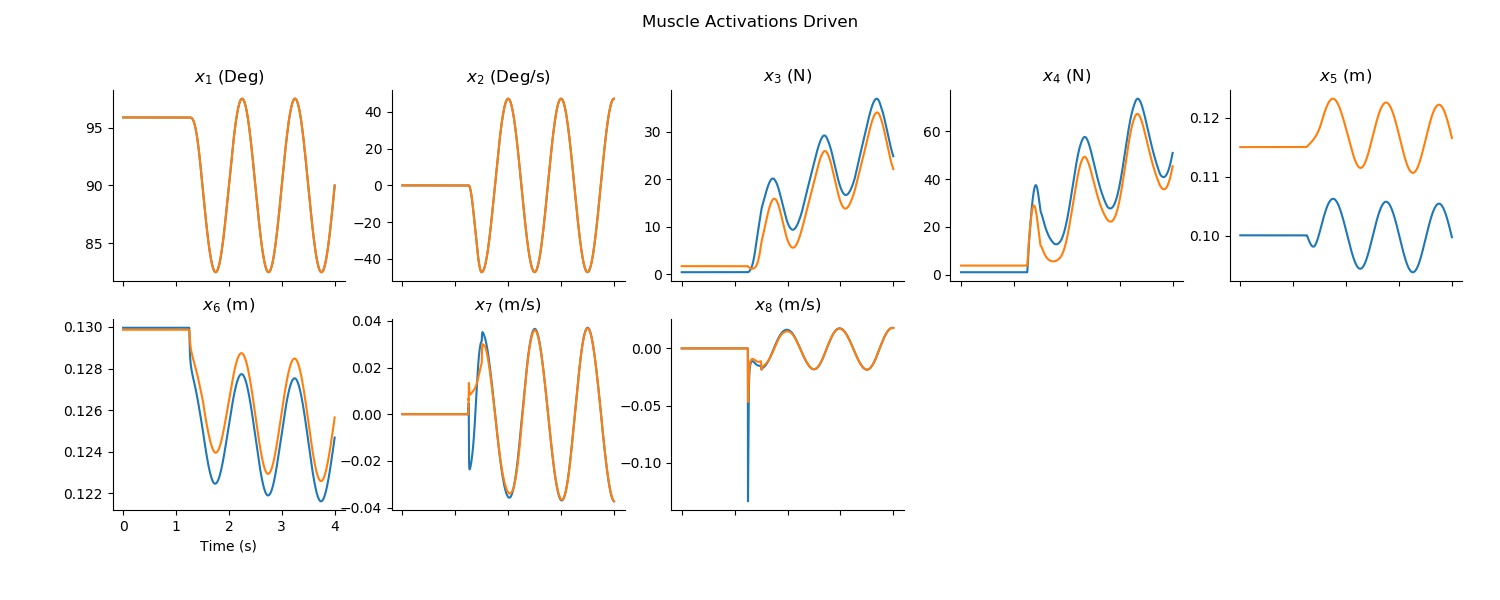 Muscle Activations Driven
x₁ (Deg)
x₂ (Deg/s)
x₃ (N)
x₄ (N)
x₅ (m)
95
90
85
40
20
0
−20
−40
30
20
10
0
60
40
20
0
0.12
0.11
0.10
x₆ (m)
x₇ (m/s)
x₈ (m/s)
0.130
0.128
0.126
0.124
0.122
0 1 2 3 4
Time (s)
0.04
0.02
0.00
−0.02
−0.04
0.00
−0.05
−0.10